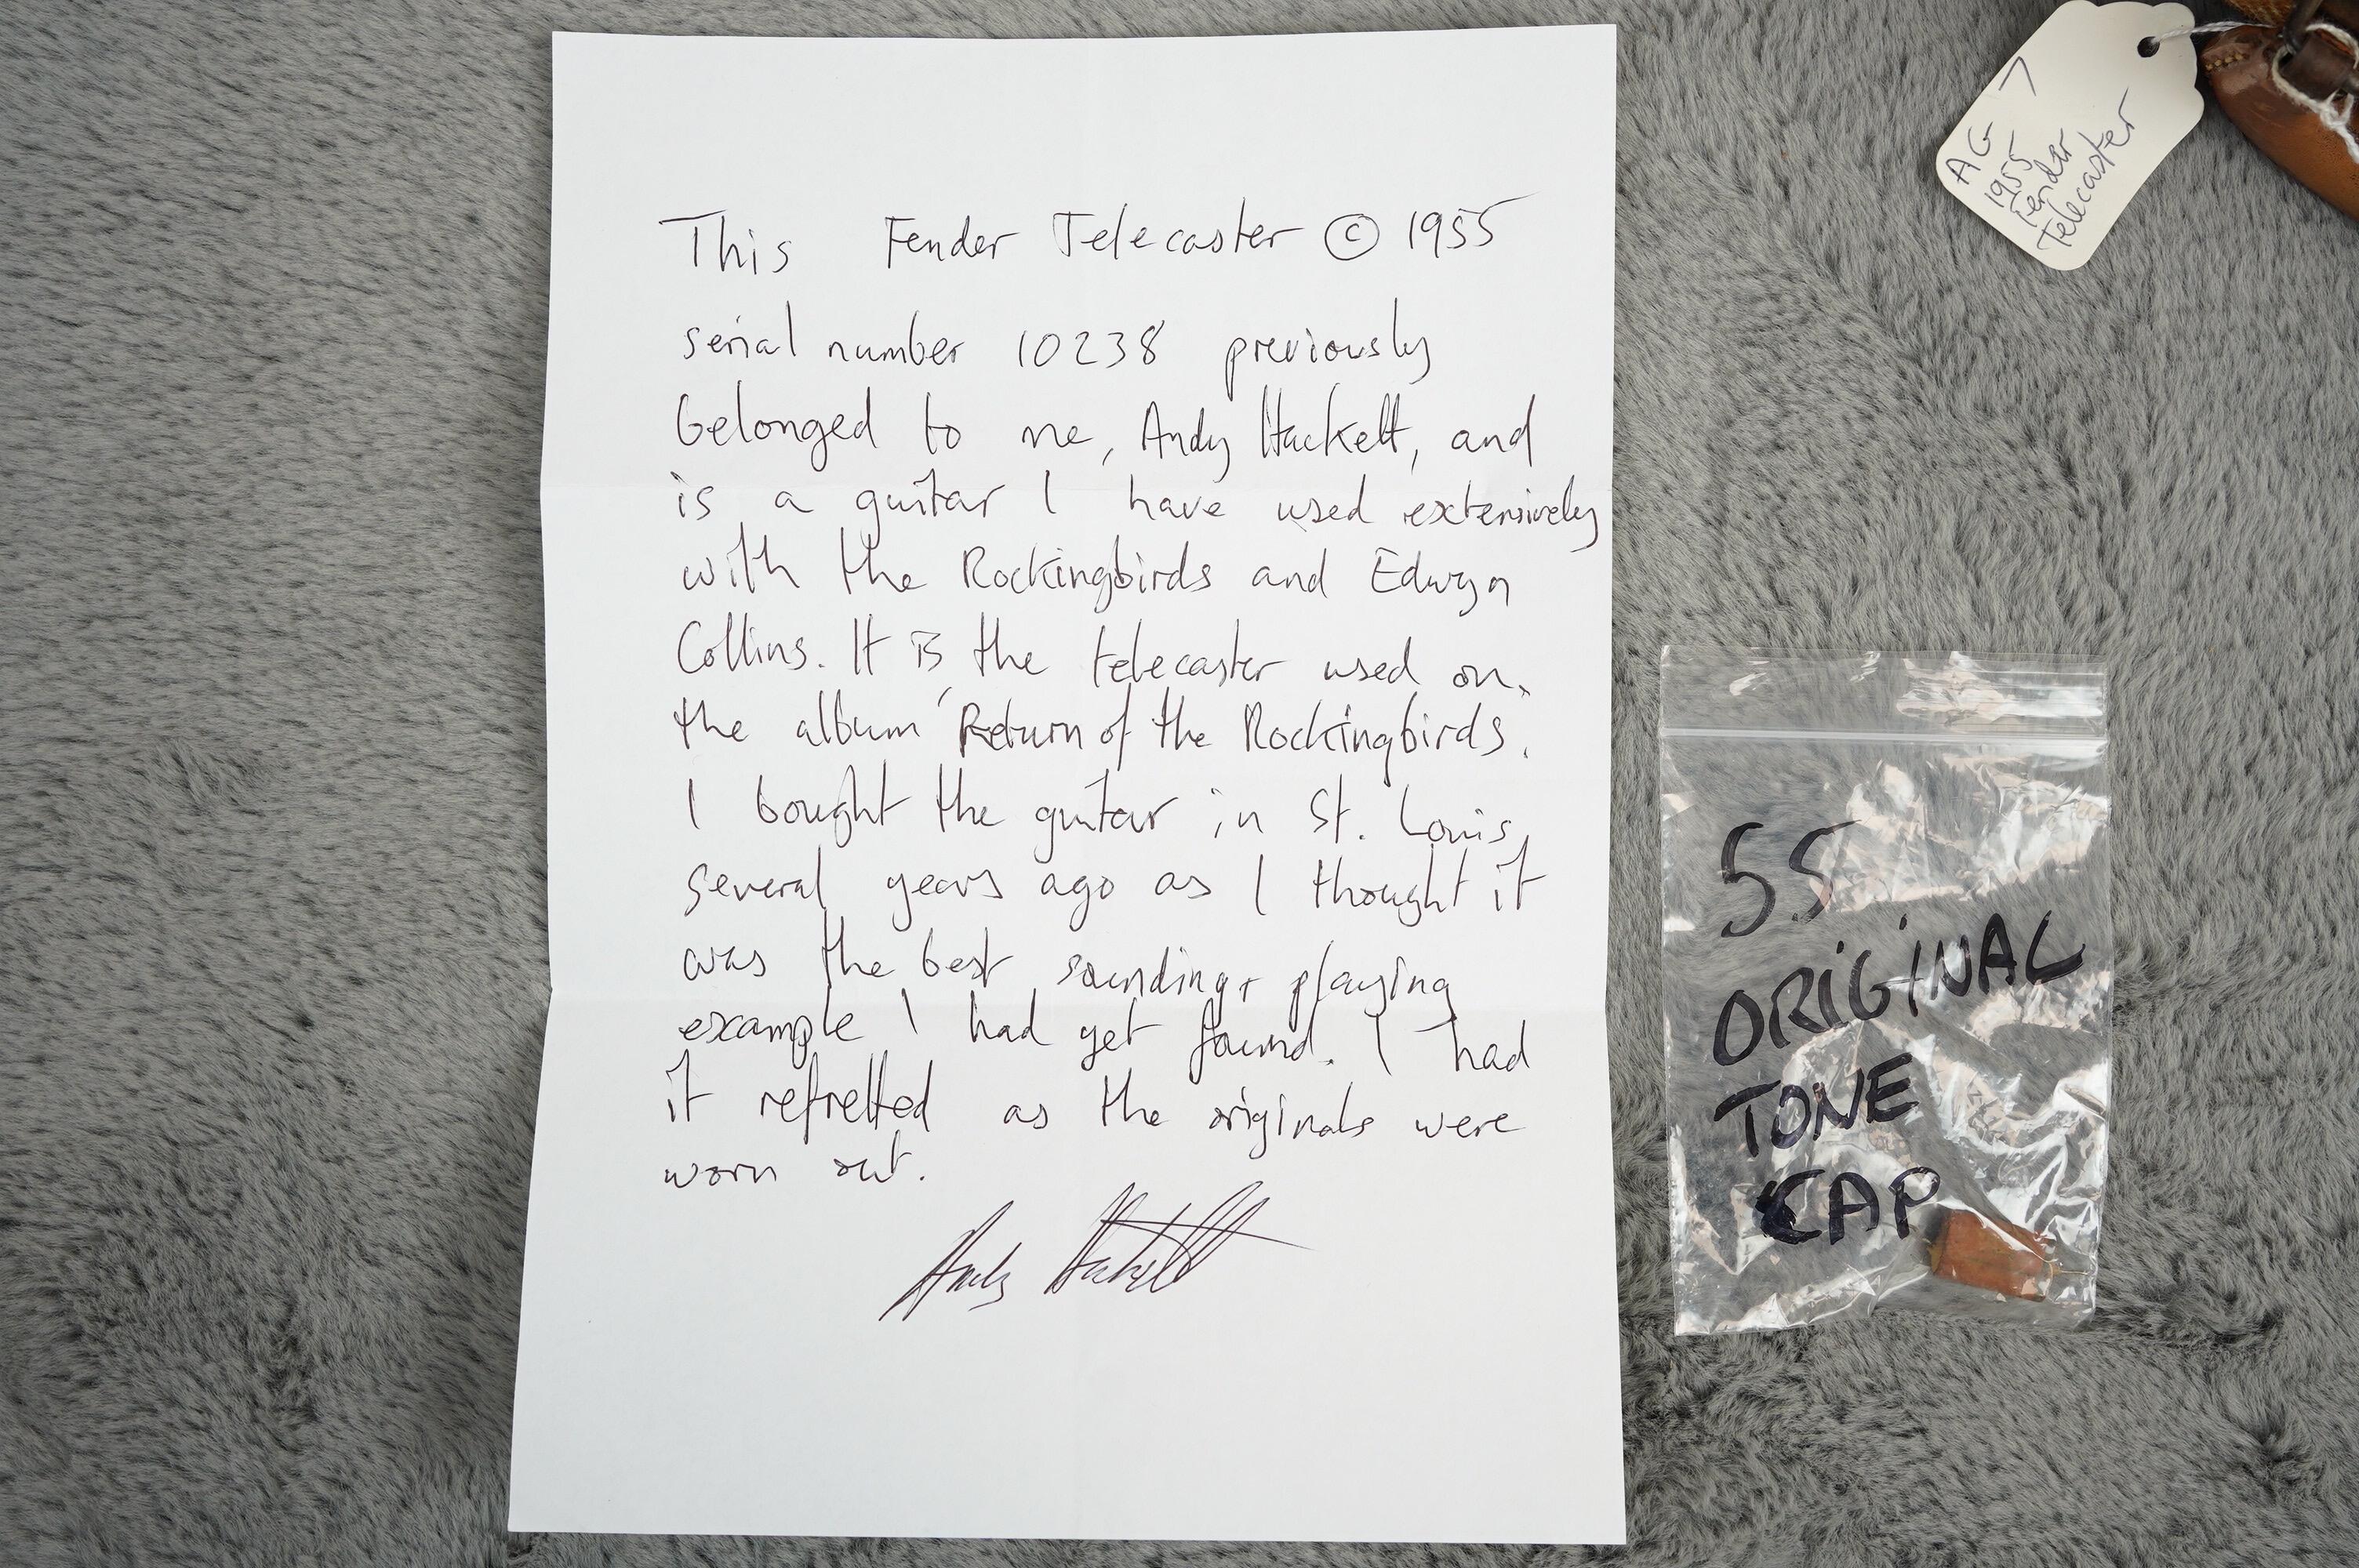 This Fender Telecaster © 1955
serial number 10238 previously
belonged to me, Andy Hackett, and
is a guitar I have used extensively
with the Rockingbirds and Edwyn
Collins. It is the telecaster used on
the album 'Return of the Rockingbirds'.
I bought the guitar in St. Louis
several years ago as I thought it
was the best sounding + playing
example I had yet found. I had
it refretted as the originals were
worn out.
Andy Hackett
AG
1955
Fender
Telecaster
55
ORIGINAL
TONE
CAP